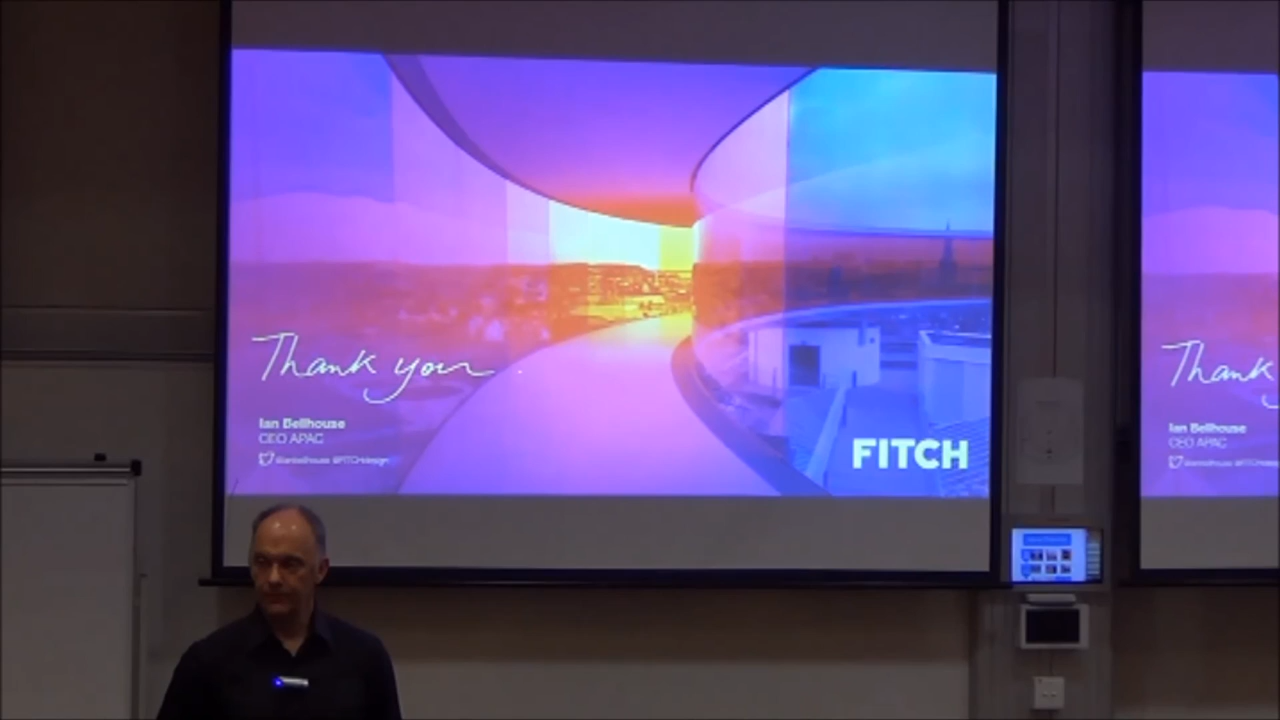 Thank you
Ian Bellhouse
CEO APAC
FITCH
Thank
Ian Bellhouse
CEO APAC